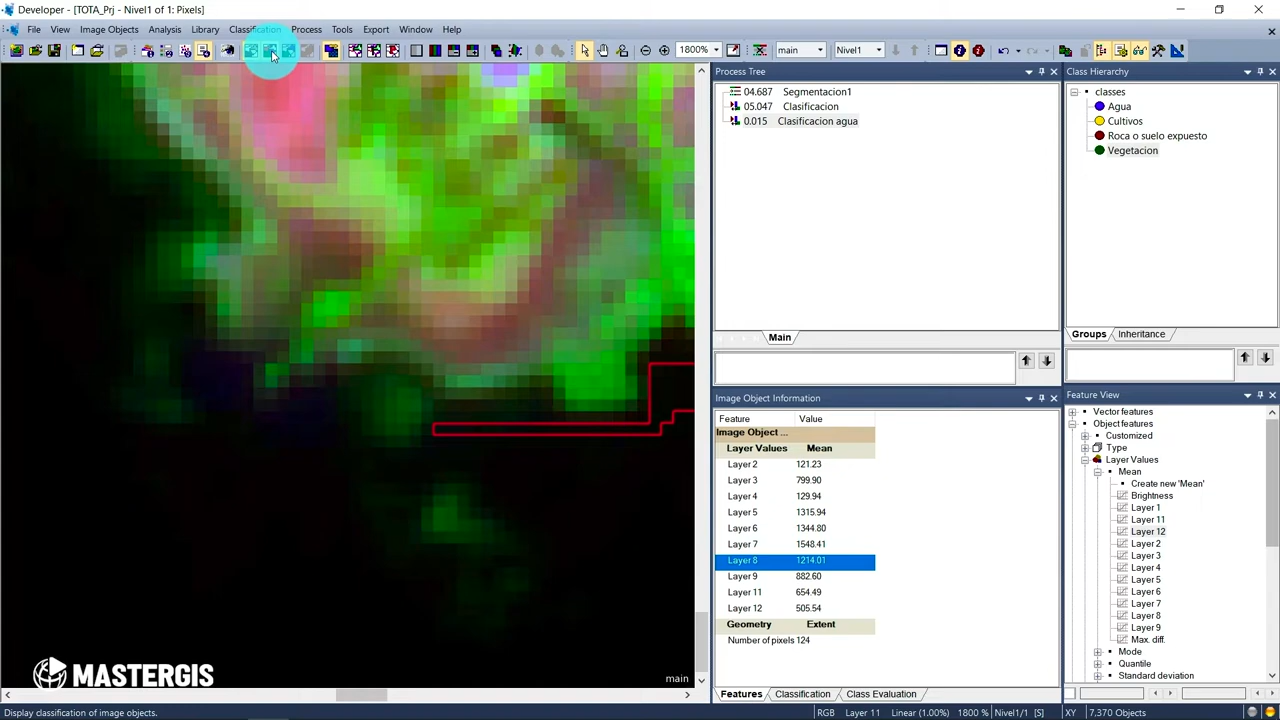 Developer - [TOTA_Prj - Nivel1 of 1: Pixels]
File View Image Objects Analysis Library Classification Process Tools Export Window Help
1800% main Nivel1
Process Tree
04.687 Segmentacion1
05.047 Clasificacion
0.015 Clasificacion agua
Main
Class Hierarchy
classes
Agua
Cultivos
Roca o suelo expuesto
Vegetacion
Groups Inheritance
Image Object Information
Feature Value
Image Object ...
Layer Values Mean
Layer 2 121.23
Layer 3 799.90
Layer 4 129.94
Layer 5 1315.94
Layer 6 1344.80
Layer 7 1548.41
Layer 8 1214.01
Layer 9 882.60
Layer 11 654.49
Layer 12 505.54
Geometry Extent
Number of pixels 124
Features Classification Class Evaluation
Feature View
Vector features
Object features
Customized
Type
Layer Values
Mean
Create new 'Mean'
Brightness
Layer 1
Layer 11
Layer 12
Layer 2
Layer 3
Layer 4
Layer 5
Layer 6
Layer 7
Layer 8
Layer 9
Max. diff.
Mode
Quantile
Standard deviation
MASTERGIS
main
Display classification of image objects.
RGB Layer 11 Linear (1.00%) 1800 % Nivel1/1 [S] XY 7,370 Objects